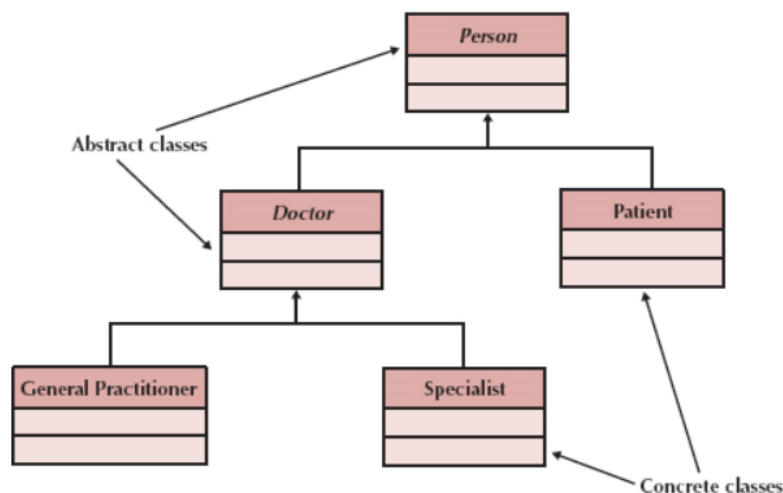 Person
Abstract classes
Doctor
Patient
General Practitioner
Specialist
Concrete classes